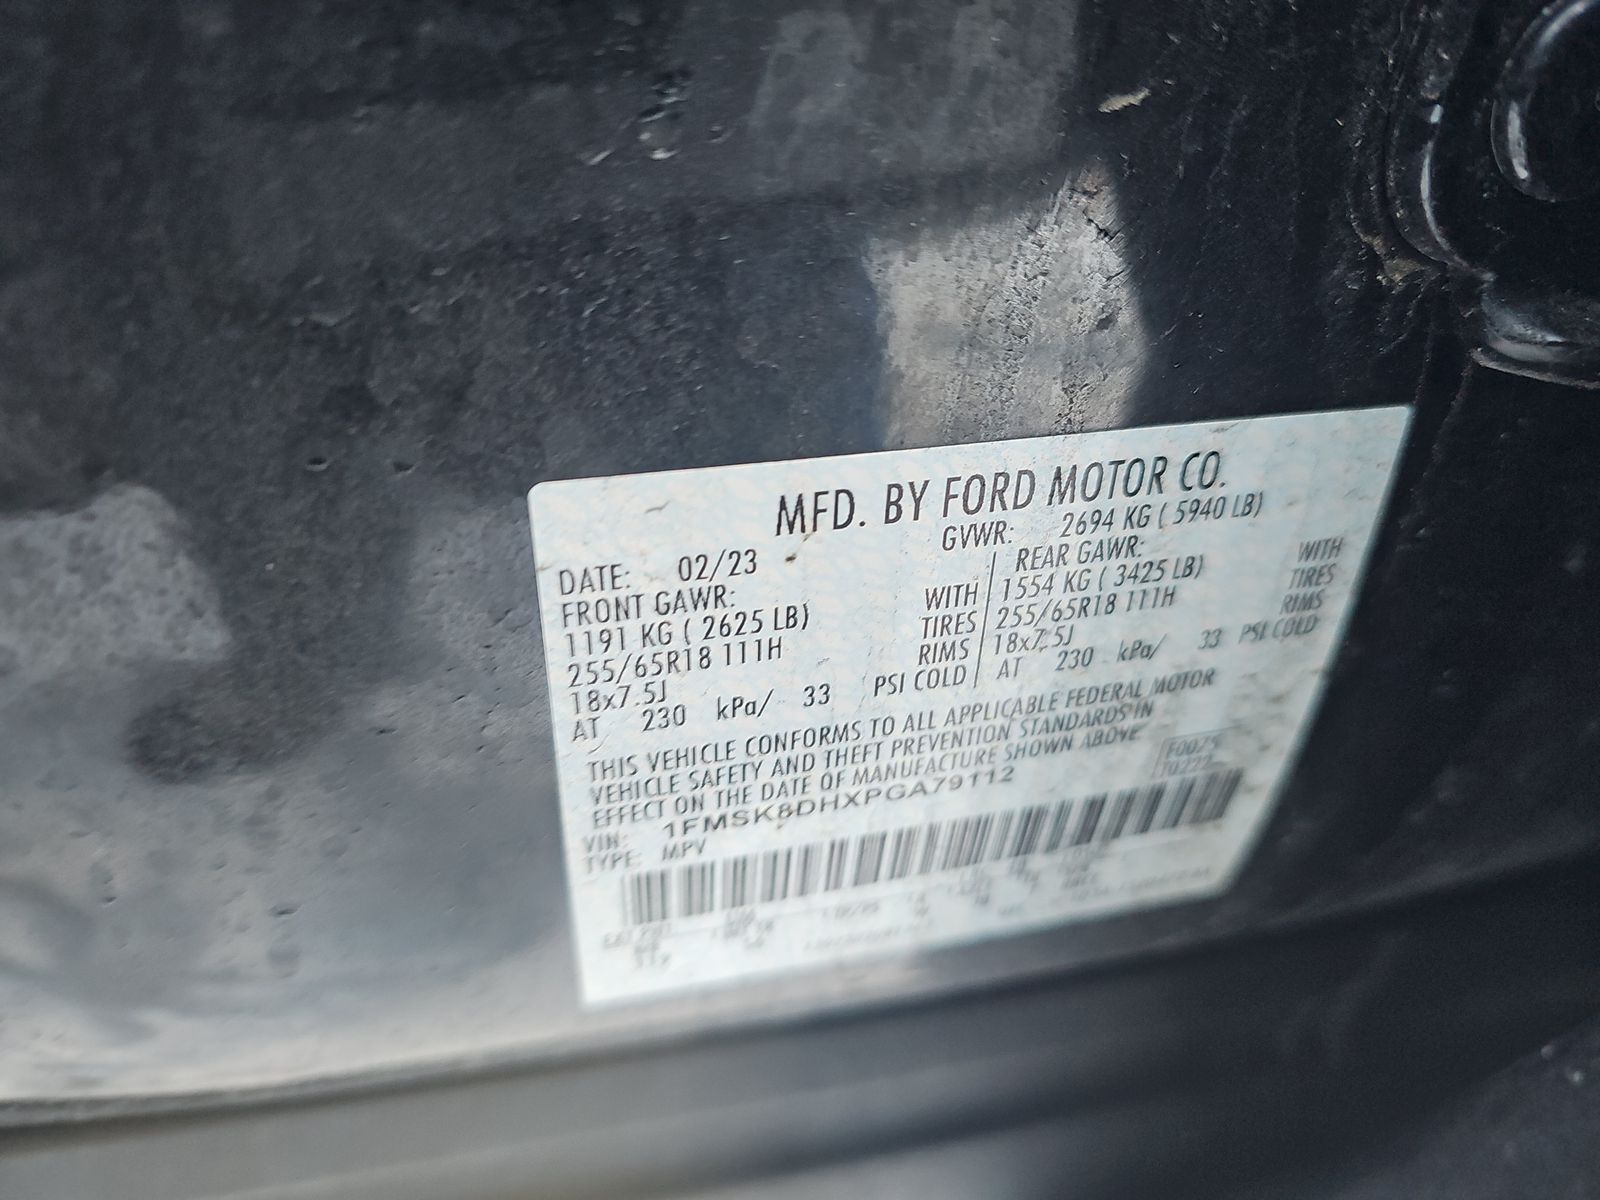 MFD. BY FORD MOTOR CO.
DATE: 02/23 GVWR: 2694 KG ( 5940 LB)
FRONT GAWR: REAR GAWR:
1191 KG ( 2625 LB) WITH 1554 KG ( 3425 LB) WITH
255/65R18 111H TIRES 255/65R18 111H TIRES
18x7.5J RIMS 18x7.5J RIMS
AT 230 kPa/ 33 PSI COLD AT 230 kPa/ 33 PSI COLD
THIS VEHICLE CONFORMS TO ALL APPLICABLE FEDERAL MOTOR
VEHICLE SAFETY AND THEFT PREVENTION STANDARDS IN
EFFECT ON THE DATE OF MANUFACTURE SHOWN ABOVE
VIN: 1FMSK8DHXPGA79112
TYPE: MPV